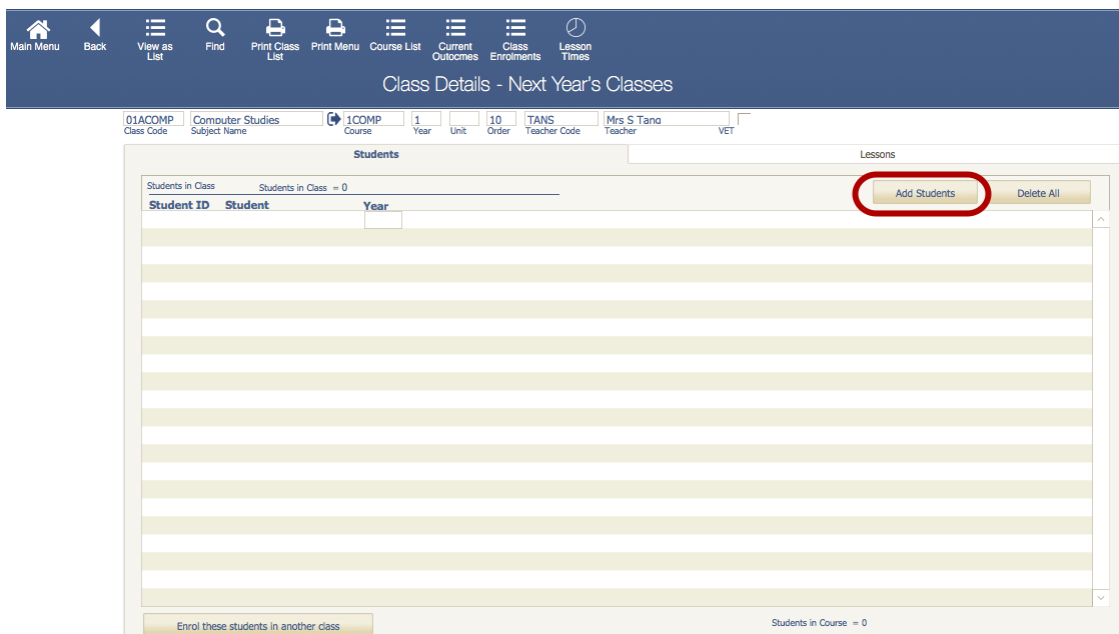 Main Menu Back View as List Find Print Class List Print Menu Course List Current Outocmes Class Enrolments Lesson Times
Class Details - Next Year's Classes
01ACOMP Computer Studies 1COMP 1 10 TANS Mrs S Tang
Class Code Subject Name Course Year Unit Order Teacher Code Teacher VET
Students Lessons
Students in Class Students in Class = 0 Add Students Delete All
Student ID Student Year
Enrol these students in another class Students in Course = 0